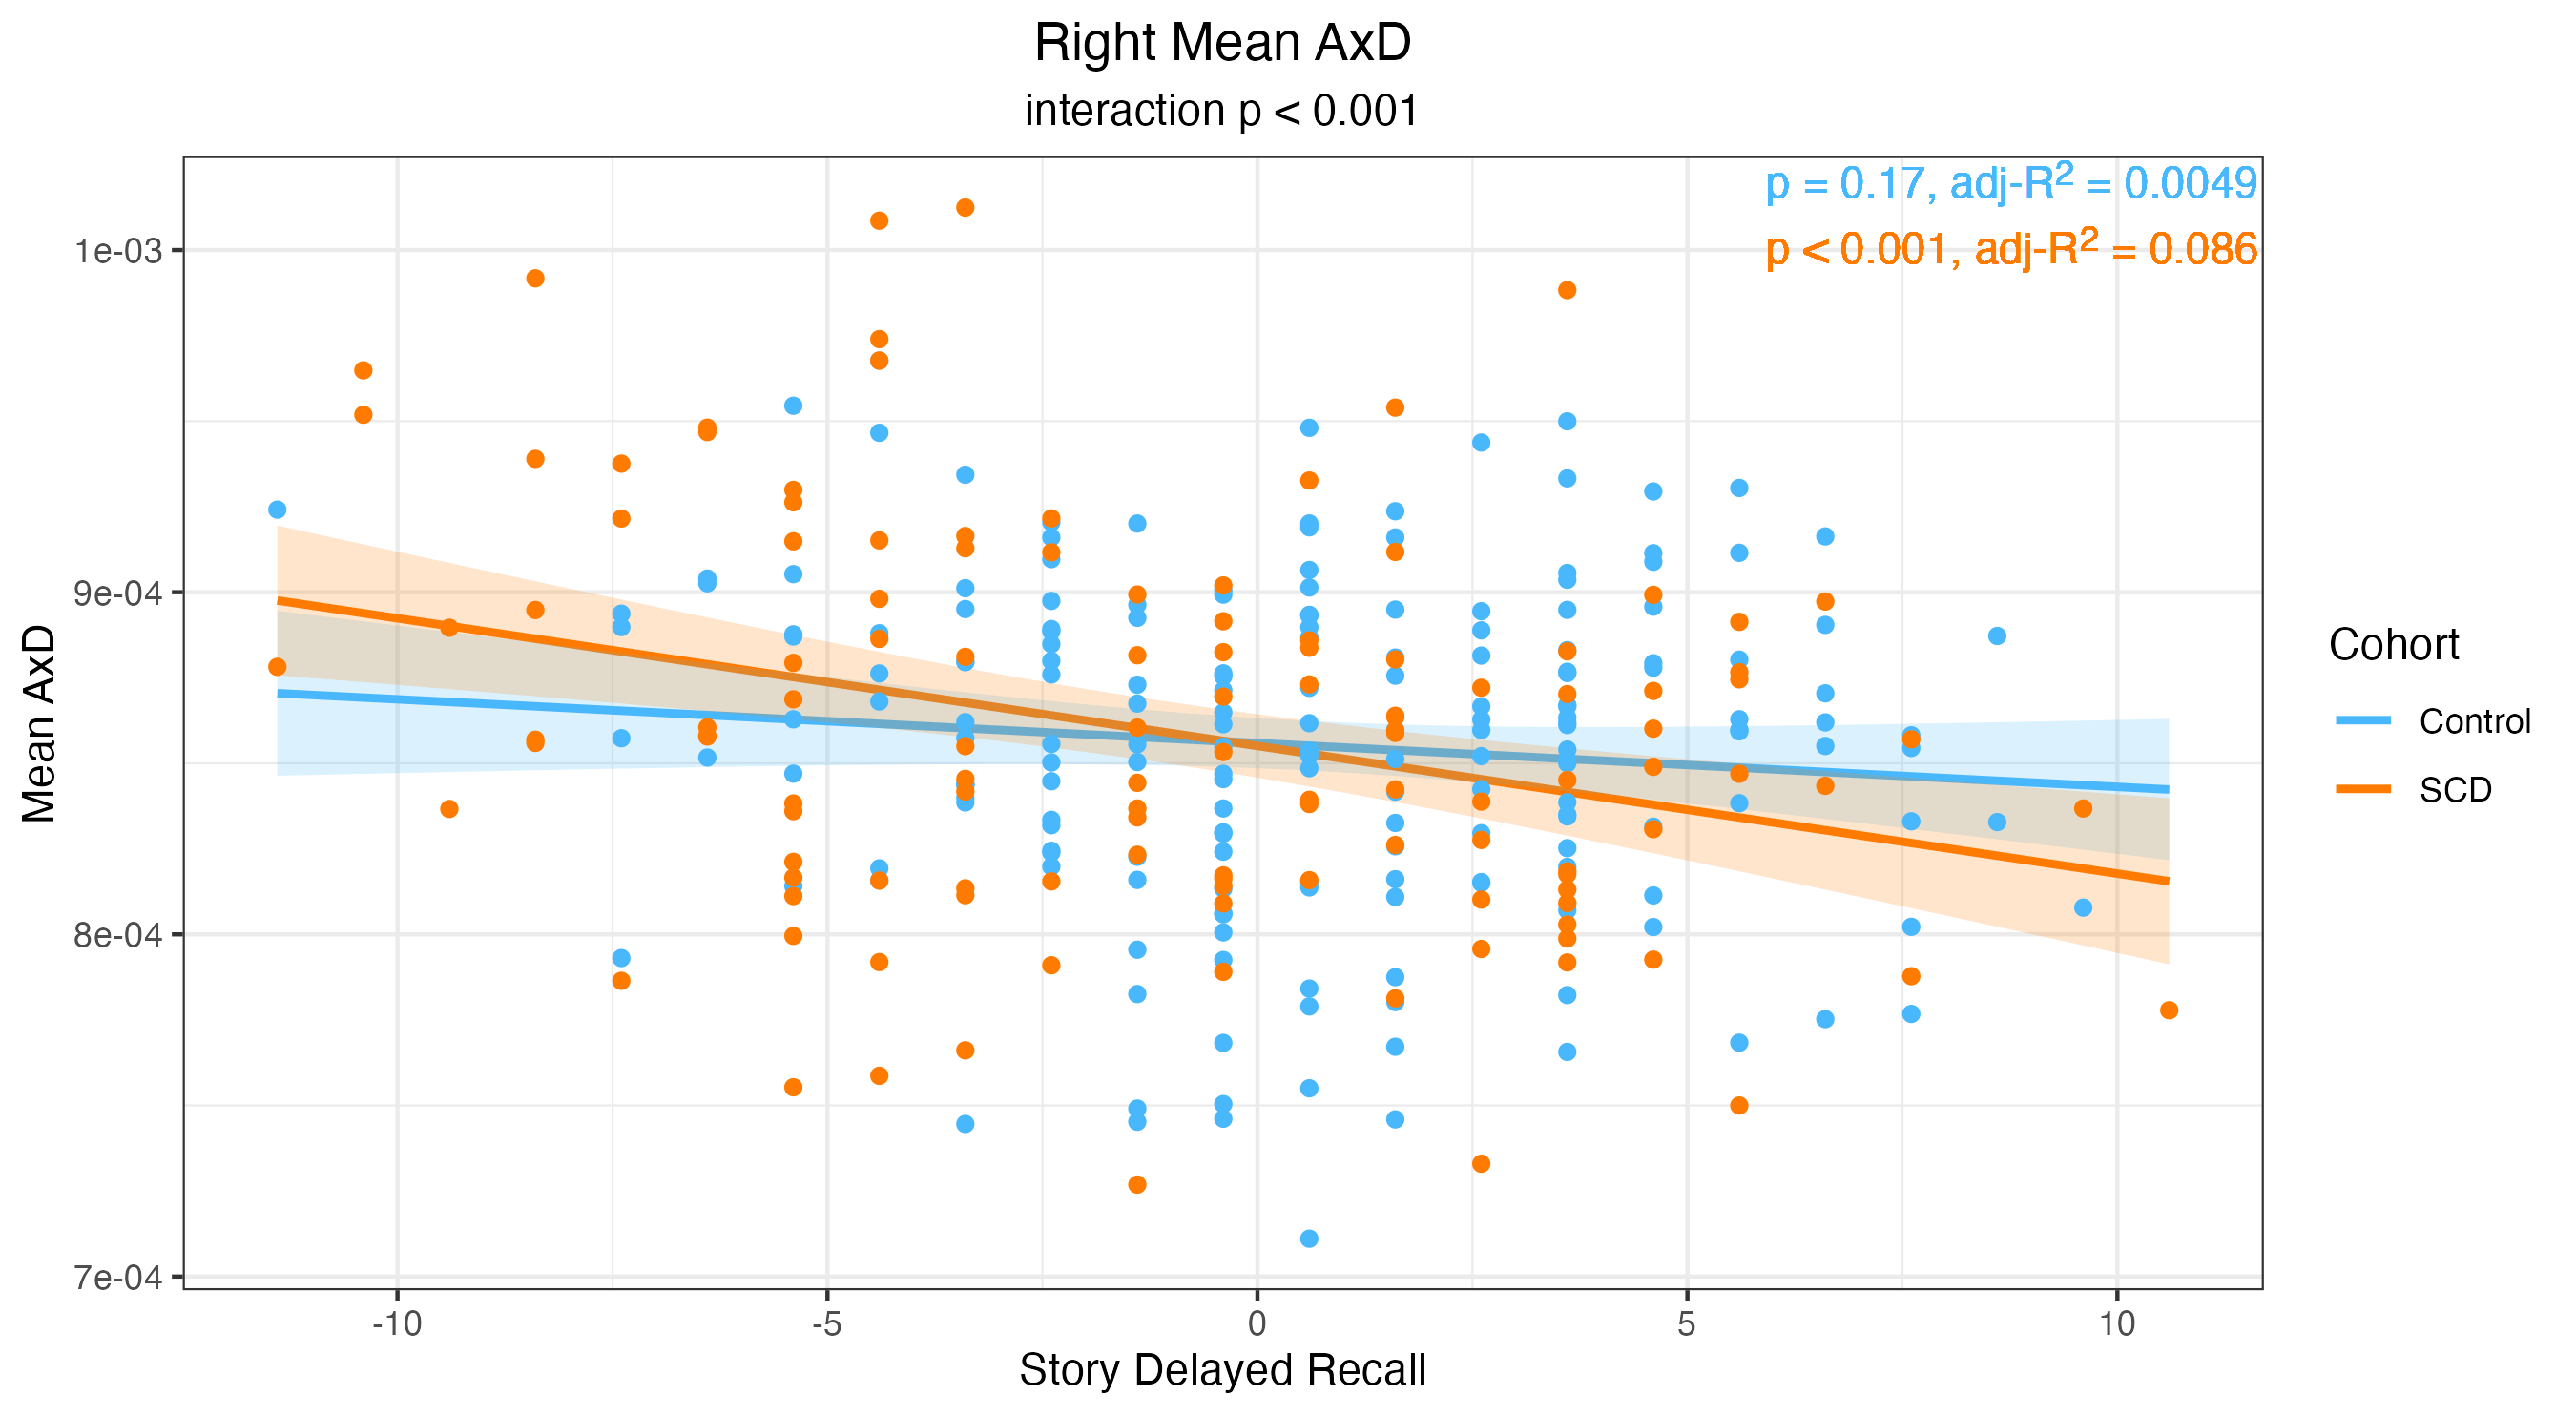 Right Mean AxD
interaction p < 0.001
p = 0.17, adj-R² = 0.0049
p < 0.001, adj-R² = 0.086
1e-03
9e-04
8e-04
7e-04
Mean AxD
-10 -5 0 5 10
Story Delayed Recall
Cohort
Control
SCD